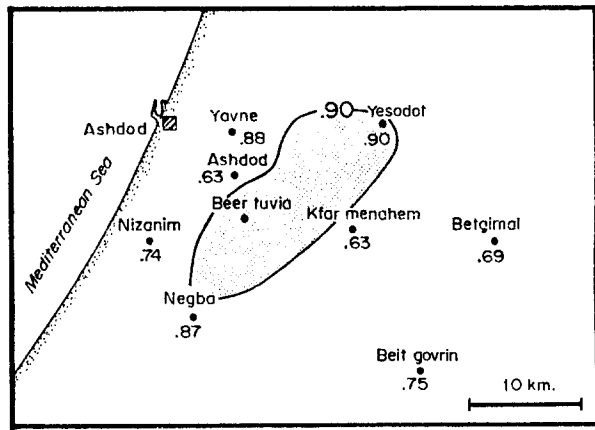 .90
Yesodot
.90
Yavne
.88
Ashdod
Ashdod
.63
Mediterranean Sea
Beer tuvia
Nizanim
.74
Kfar menahem
.63
Betgimal
.69
Negba
.87
Beit govrin
.75
10 km.